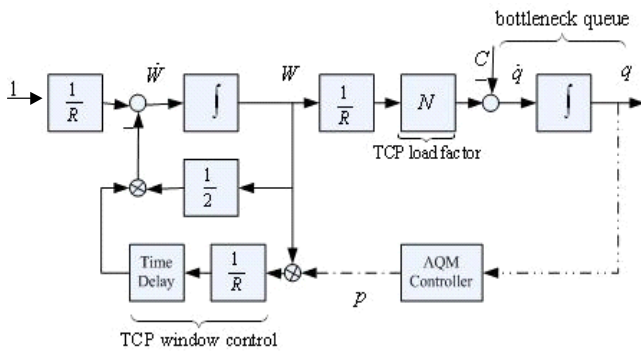 bottleneck queue
1
1
R
Ẇ
∫
W
1
R
N
C
q̇
∫
q
TCP load factor
1
2
Time
Delay
1
R
p
AQM
Controller
TCP window control